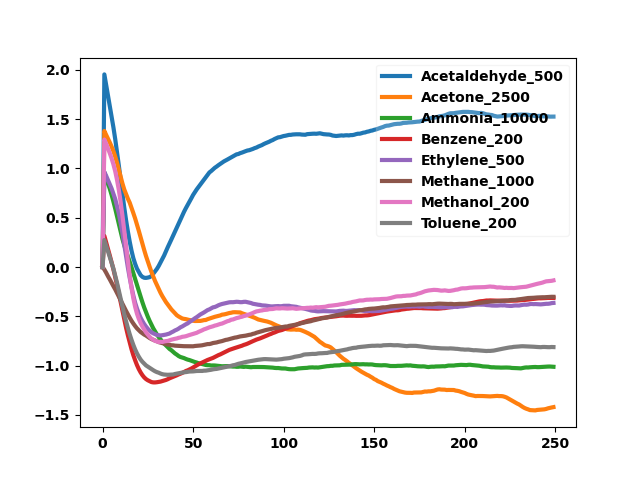 2.0
1.5
1.0
0.5
0.0
−0.5
−1.0
−1.5
0 50 100 150 200 250
Acetaldehyde_500
Acetone_2500
Ammonia_10000
Benzene_200
Ethylene_500
Methane_1000
Methanol_200
Toluene_200